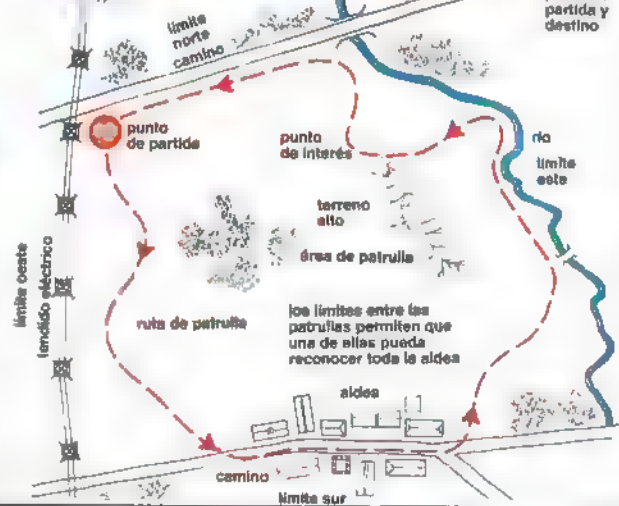 partida y
destino
límite
norte
camino
punto
de partida
punto
de interés
río
límite
este
terreno
alto
área de patrulla
límite oeste
tendido eléctrico
ruta de patrulla
los límites entre las
patrullas permiten que
una de ellas pueda
reconocer toda la aldea
aldea
camino
límite sur